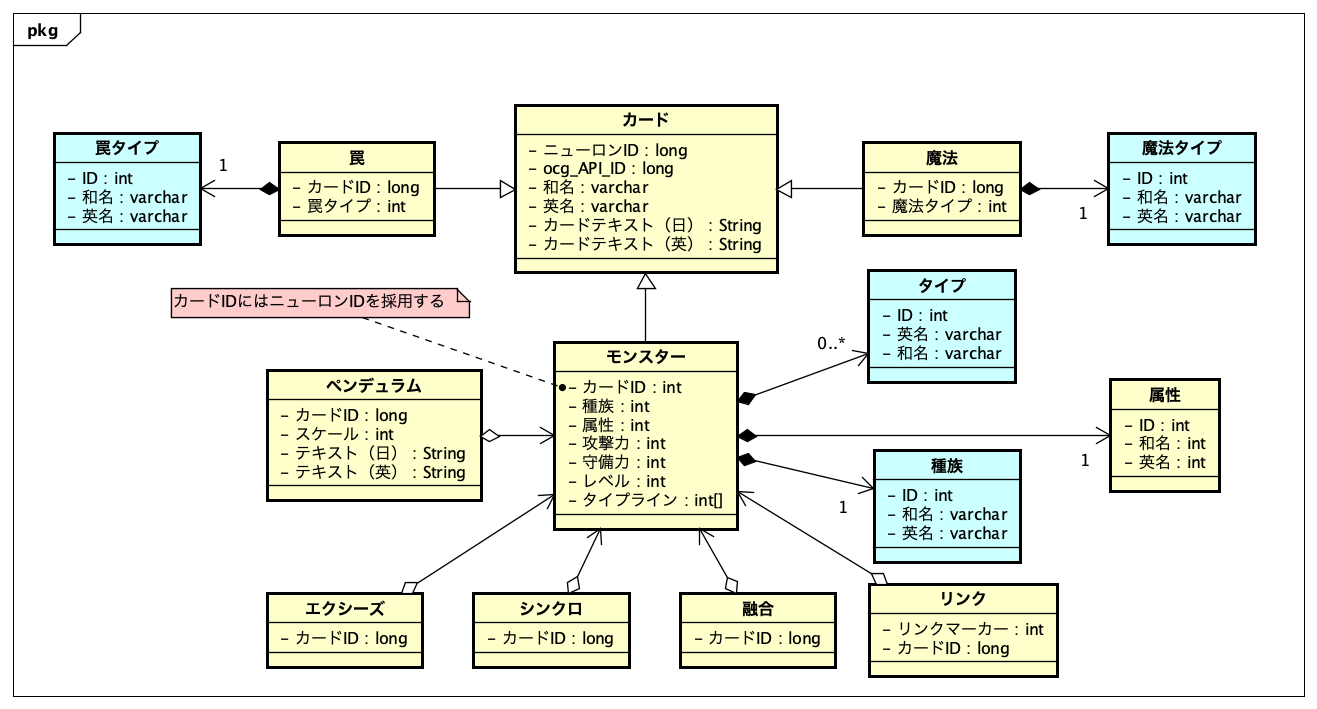 pkg
罠タイプ
- ID : int
- 和名 : varchar
- 英名 : varchar
1
罠
- カードID : long
- 罠タイプ : int
カード
- ニューロンID : long
- ocg_API_ID : long
- 和名 : varchar
- 英名 : varchar
- カードテキスト（日） : String
- カードテキスト（英） : String
魔法
- カードID : long
- 魔法タイプ : int
1
魔法タイプ
- ID : int
- 和名 : varchar
- 英名 : varchar
カードIDにはニューロンIDを採用する
タイプ
- ID : int
- 英名 : varchar
- 和名 : varchar
0..*
モンスター
- カードID : int
- 種族 : int
- 属性 : int
- 攻撃力 : int
- 守備力 : int
- レベル : int
- タイプライン : int[]
ペンデュラム
- カードID : long
- スケール : int
- テキスト（日） : String
- テキスト（英） : String
属性
- ID : int
- 和名 : int
- 英名 : int
1
種族
- ID : int
- 和名 : varchar
- 英名 : varchar
1
エクシーズ
- カードID : long
シンクロ
- カードID : long
融合
- カードID : long
リンク
- リンクマーカー : int
- カードID : long